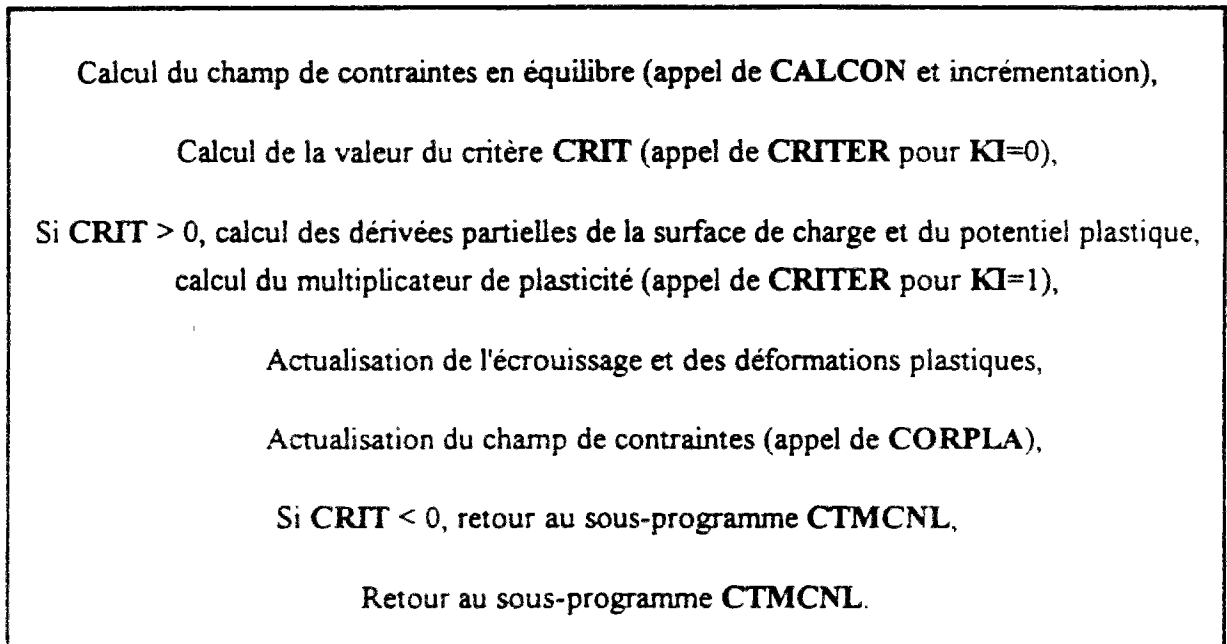 Calcul du champ de contraintes en équilibre (appel de CALCON et incrémentation),
Calcul de la valeur du critère CRIT (appel de CRITER pour KI=0),
Si CRIT > 0, calcul des dérivées partielles de la surface de charge et du potentiel plastique,
calcul du multiplicateur de plasticité (appel de CRITER pour KI=1),
Actualisation de l'écrouissage et des déformations plastiques,
Actualisation du champ de contraintes (appel de CORPLA),
Si CRIT < 0, retour au sous-programme CTMCNL,
Retour au sous-programme CTMCNL.